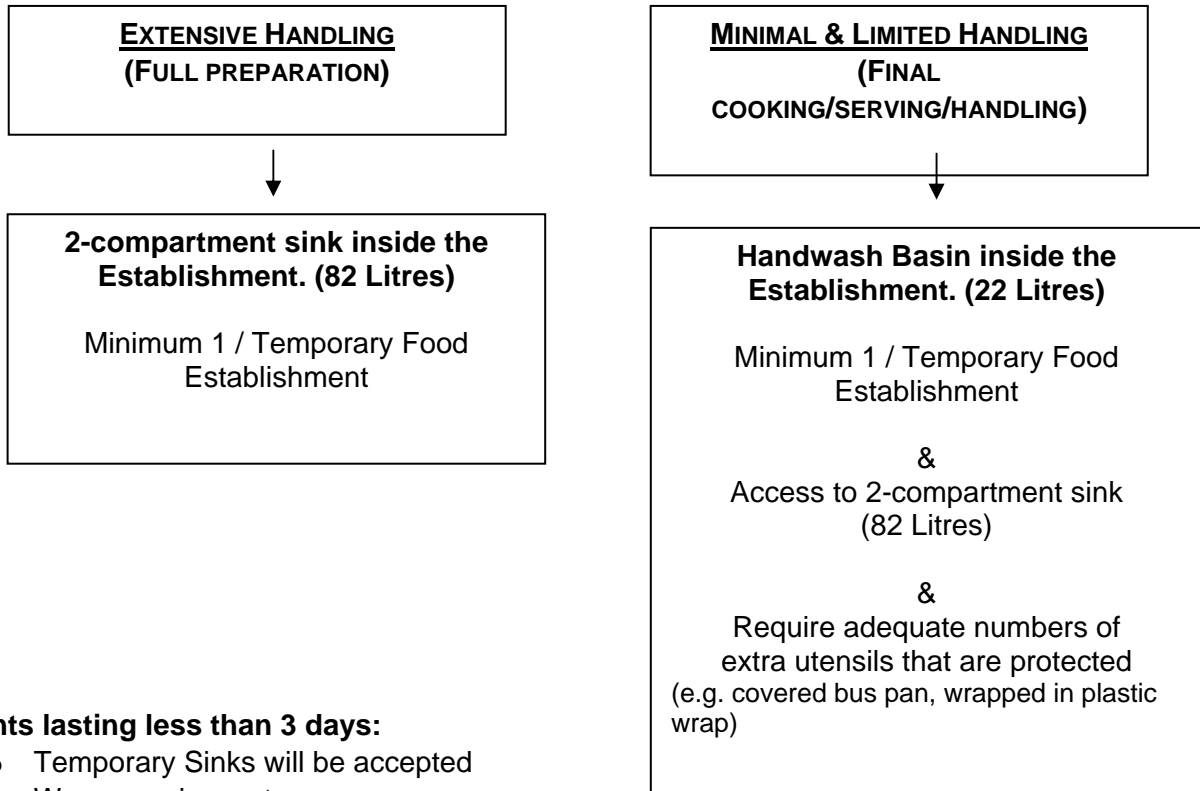 EXTENSIVE HANDLING
(FULL PREPARATION)
2-compartment sink inside the
Establishment. (82 Litres)
Minimum 1 / Temporary Food
Establishment
MINIMAL & LIMITED HANDLING
(FINAL
COOKING/SERVING/HANDLING)
Handwash Basin inside the
Establishment. (22 Litres)
Minimum 1 / Temporary Food
Establishment
&
Access to 2-compartment sink
(82 Litres)
&
Require adequate numbers of
extra utensils that are protected
(e.g. covered bus pan, wrapped in plastic
wrap)
nts lasting less than 3 days:
Temporary Sinks will be accepted